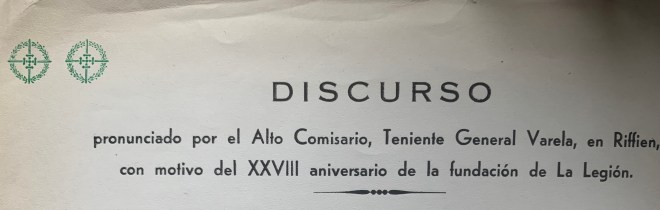 DISCURSO
pronunciado por el Alto Comisario, Teniente General Varela, en Riffien,
con motivo del XXVIII aniversario de la fundación de La Legión.